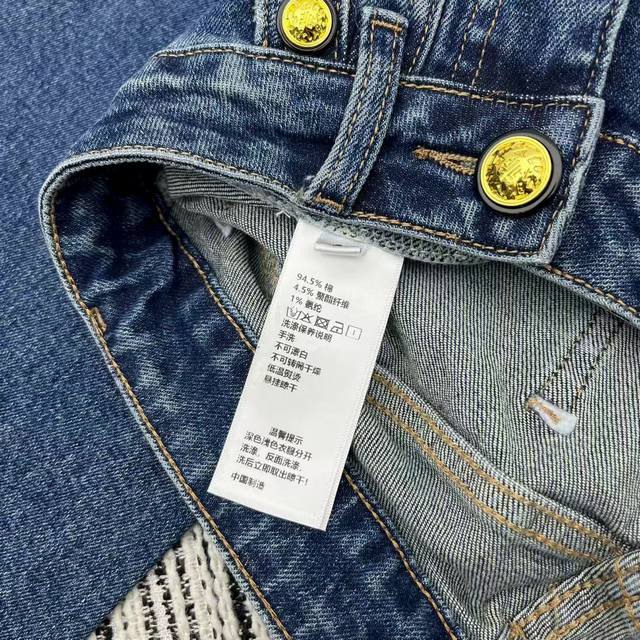 94.5% 棉
4.5% 聚酯纤维
1% 氨纶
洗涤保养说明
手洗
不可漂白
不可转筒干燥
低温熨烫
悬挂晾干
温馨提示
深色浅色衣服分开
洗涤，反面洗涤，
洗后立即取出晾干！
中国制造